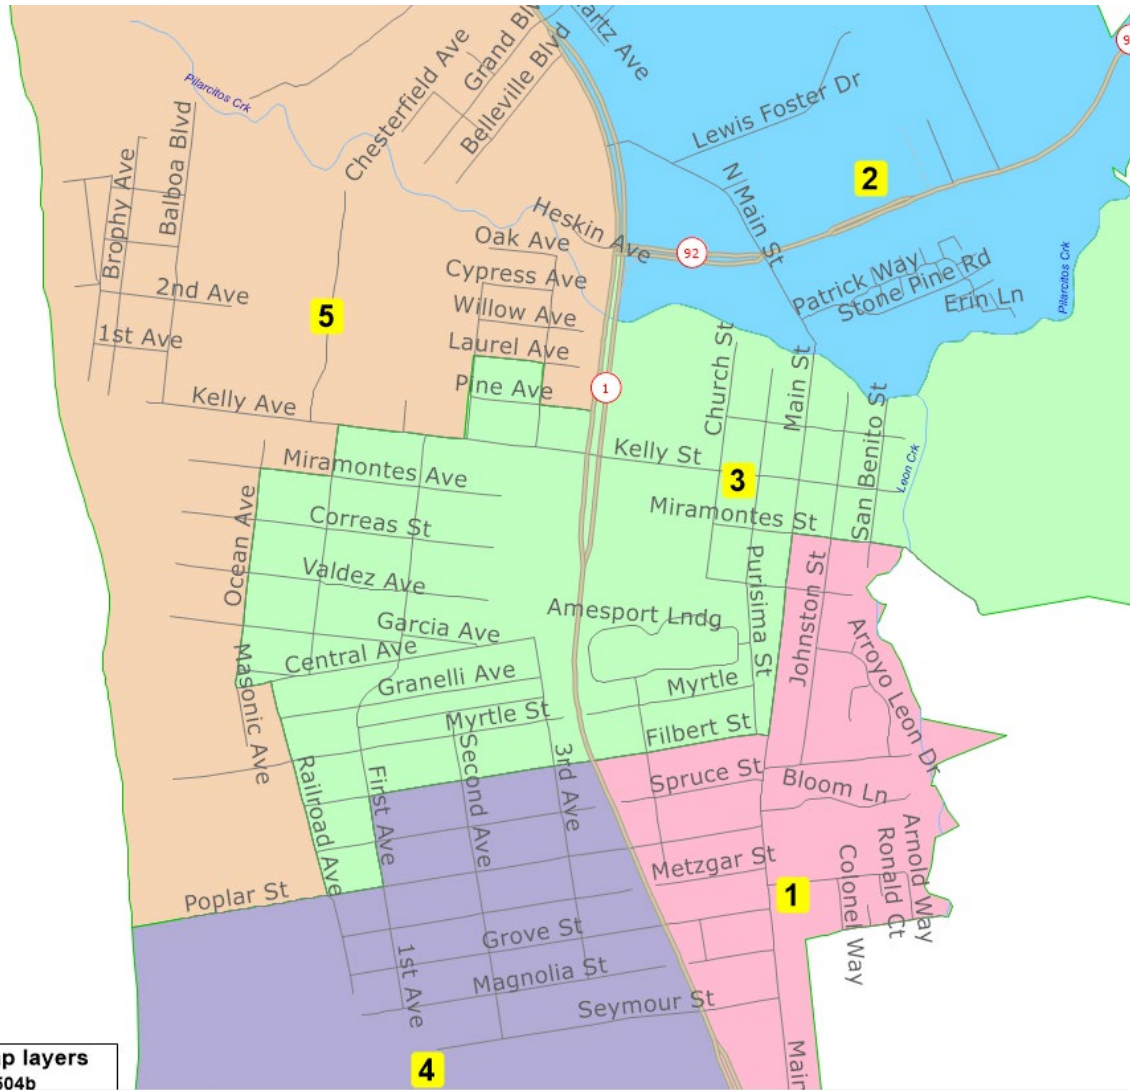 Grand Bl
artz Ave
9
Chesterfield Ave
Belleville Blvd
Pilarcitos Crk
Lewis Foster Dr
Balboa Blvd
Brophy Ave
N Main St
2
Heskin Ave
Oak Ave
92
Cypress Ave
Patrick Way
Stone Pine Rd
Erin Ln
Pilarcitos Crk
2nd Ave
5
Willow Ave
1st Ave
Laurel Ave
Church St
Main St
Pine Ave
1
San Benito St
Kelly Ave
Kelly St
Leon Crk
Miramontes Ave
3
Ocean Ave
Correas St
Miramontes St
Valdez Ave
Purisima St
Johnston St
Garcia Ave
Amesport Lndg
Central Ave
Arroyo Leon Dr
Masonic Ave
Granelli Ave
Myrtle
Myrtle St
Filbert St
Railroad Ave
First Ave
Second Ave
3rd Ave
Spruce St
Bloom Ln
Metzgar St
Colonel Way
Ronald Ct
Arnold Way
Poplar St
1
Grove St
1st Ave
Magnolia St
Seymour St
Main
4
p layers
504b